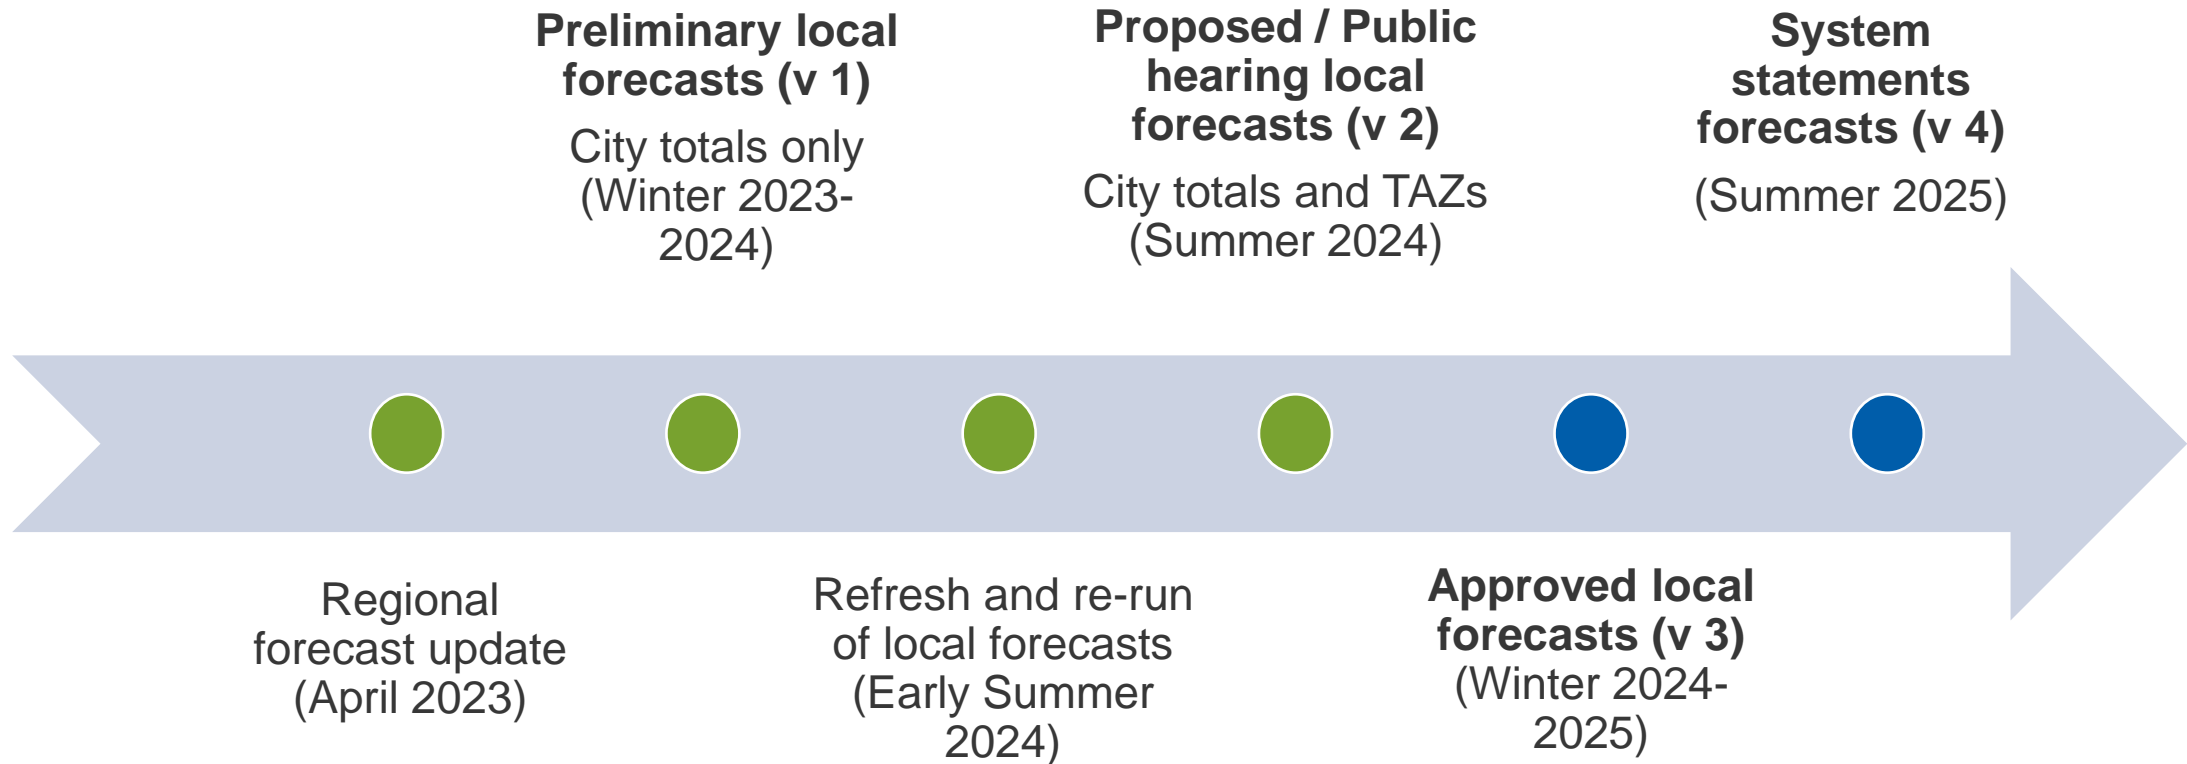 Preliminary local
forecasts (v 1)
City totals only
(Winter 2023-
2024)
Proposed / Public
hearing local
forecasts (v 2)
City totals and TAZs
(Summer 2024)
System
statements
forecasts (v 4)
(Summer 2025)
Regional
forecast update
(April 2023)
Refresh and re-run
of local forecasts
(Early Summer
2024)
Approved local
forecasts (v 3)
(Winter 2024-
2025)